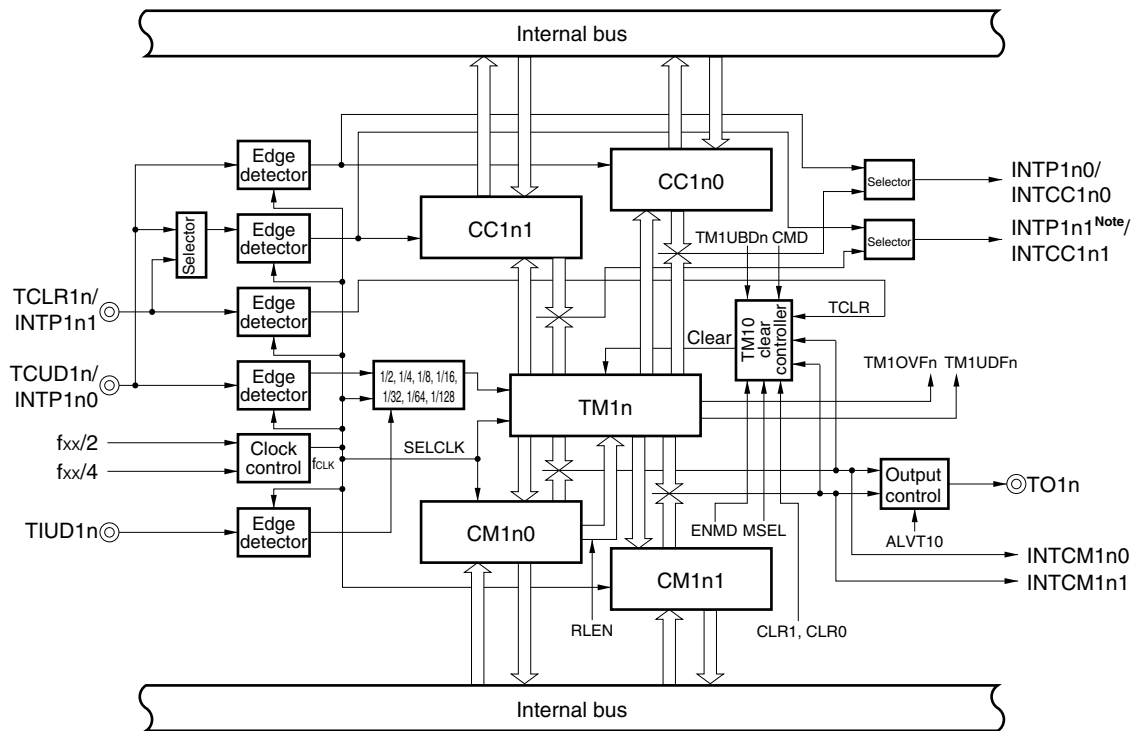 Internal bus
Edge
detector
CC1n0
Selector
INTP1n0/
INTCC1n0
Selector
Edge
detector
CC1n1
TM1UBDn CMD
Selector
INTP1n1Note/
INTCC1n1
TCLR1n/
INTP1n1
Edge
detector
TM10
clear
controller
TCLR
Clear
TCUD1n/
INTP1n0
Edge
detector
1/2, 1/4, 1/8, 1/16,
1/32, 1/64, 1/128
TM1n
TM1OVFn TM1UDFn
fxx/2
fxx/4
Clock
control
fCLK
SELCLK
Output
control
TO1n
ALVT10
TIUD1n
Edge
detector
CM1n0
ENMD MSEL
INTCM1n0
INTCM1n1
CM1n1
RLEN
CLR1, CLR0
Internal bus